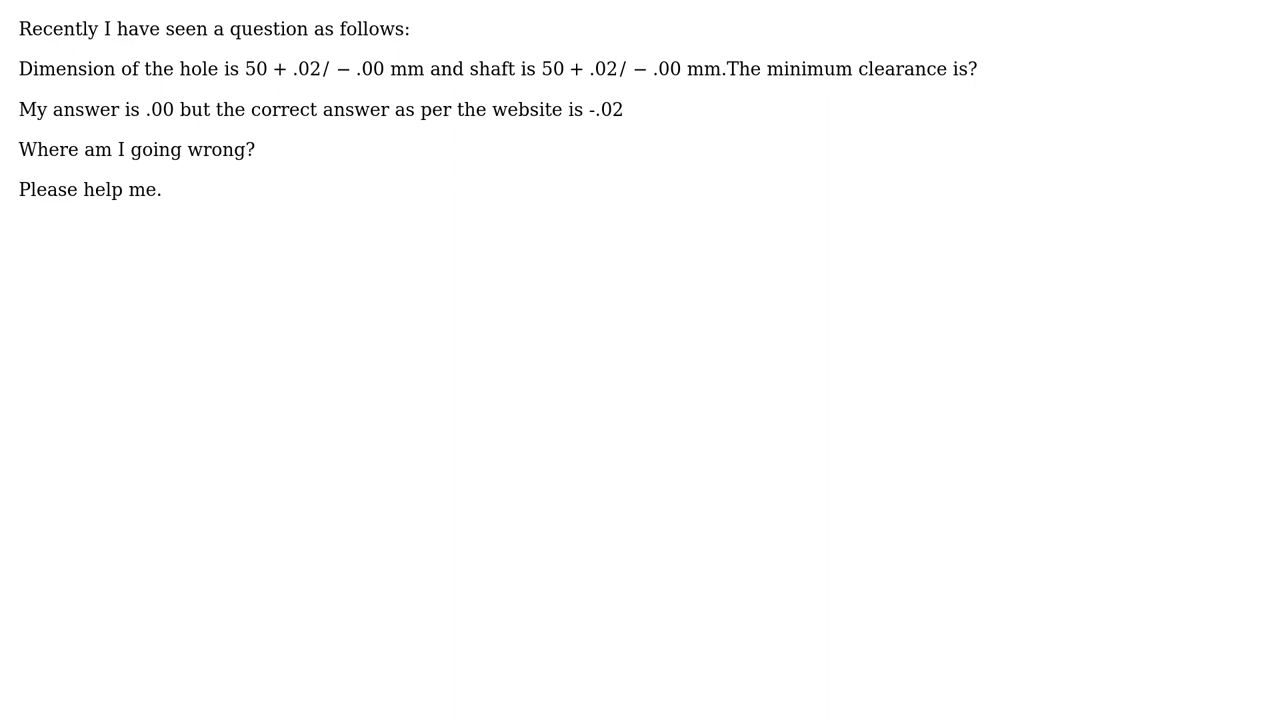 Recently I have seen a question as follows:
Dimension of the hole is 50 + .02/ − .00 mm and shaft is 50 + .02/ − .00 mm.The minimum clearance is?
My answer is .00 but the correct answer as per the website is -.02
Where am I going wrong?
Please help me.